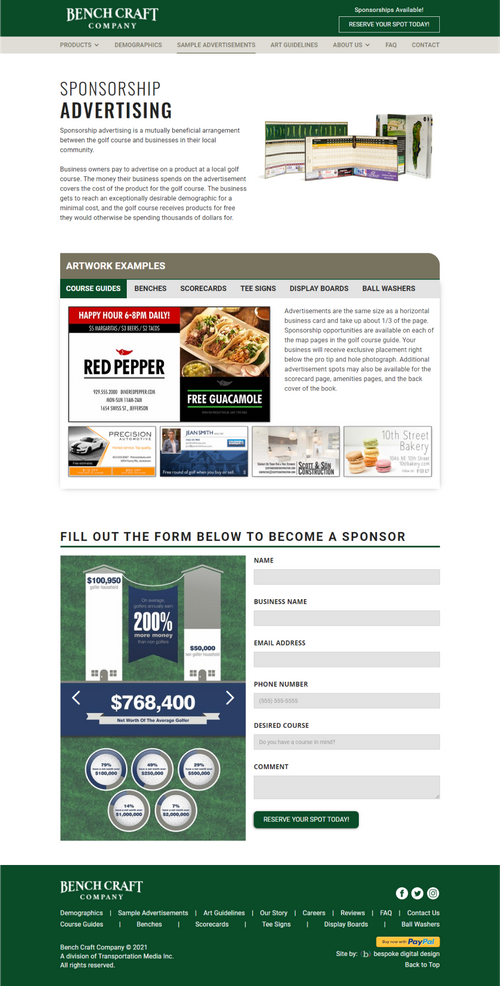 BENCH CRAFT
COMPANY
Sponsorships Available!
RESERVE YOUR SPOT TODAY!
PRODUCTS
DEMOGRAPHICS
SAMPLE ADVERTISEMENTS
ART GUIDELINES
ABOUT US
FAQ
CONTACT
SPONSORSHIP
ADVERTISING
Sponsorship advertising is a mutually beneficial arrangement
between the golf course and businesses in their local
community.
Business owners pay to advertise on a product at a local golf
course. The money their business spends on the advertisement
covers the cost of the product for the golf course. The business
gets to reach an exceptionally desirable demographic for a
minimal cost, and the golf course receives products for free
they would otherwise be spending thousands of dollars for.
ARTWORK EXAMPLES
COURSE GUIDES
BENCHES
SCORECARDS
TEE SIGNS
DISPLAY BOARDS
BALL WASHERS
HAPPY HOUR 6-8PM DAILY!
$5 MARGARITAS / $3 BEERS / $2 TACOS
RED PEPPER
929.555.2000
MON-SUN 11AM-2AM
1654 SWISS ST., JEFFERSON
FREE GUACAMOLE
Advertisements are the same size as a horizontal
business card and take up about 1/3 of the page.
Sponsorship opportunities are available on each of
the map pages in the golf course guide. Your
business will receive exclusive placement right
below the pro tip and hole photograph. Additional
advertisement spots may also be available for the
scorecard page, amenities pages, and the back
cover of the book.
PRECISION
AUTOMOTIVE
JEAN SMITH
Free round of golf when you buy or sell.
SCOTT & SON
CONSTRUCTION
10th Street
Bakery
FILL OUT THE FORM BELOW TO BECOME A SPONSOR
$100,950
golfer household
On average,
golfers annually earn
200%
more money
than non-golfers
$50,000
non-golfer household
$768,400
Net Worth Of The Average Golfer
79%
$100,000
49%
$250,000
29%
$500,000
14%
$1,000,000
7%
$2,000,000
NAME
BUSINESS NAME
EMAIL ADDRESS
PHONE NUMBER
(555) 555-5555
DESIRED COURSE
Do you have a course in mind?
COMMENT
RESERVE YOUR SPOT TODAY!
BENCH CRAFT
COMPANY
Demographics | Sample Advertisements | Art Guidelines | Our Story | Careers | Reviews | FAQ | Contact Us
Course Guides | Benches | Scorecards | Tee Signs | Display Boards | Ball Washers
Buy now with PayPal
Bench Craft Company © 2021
A division of Transportation Media Inc.
All rights reserved.
Site by: (b) bespoke digital design
Back to Top